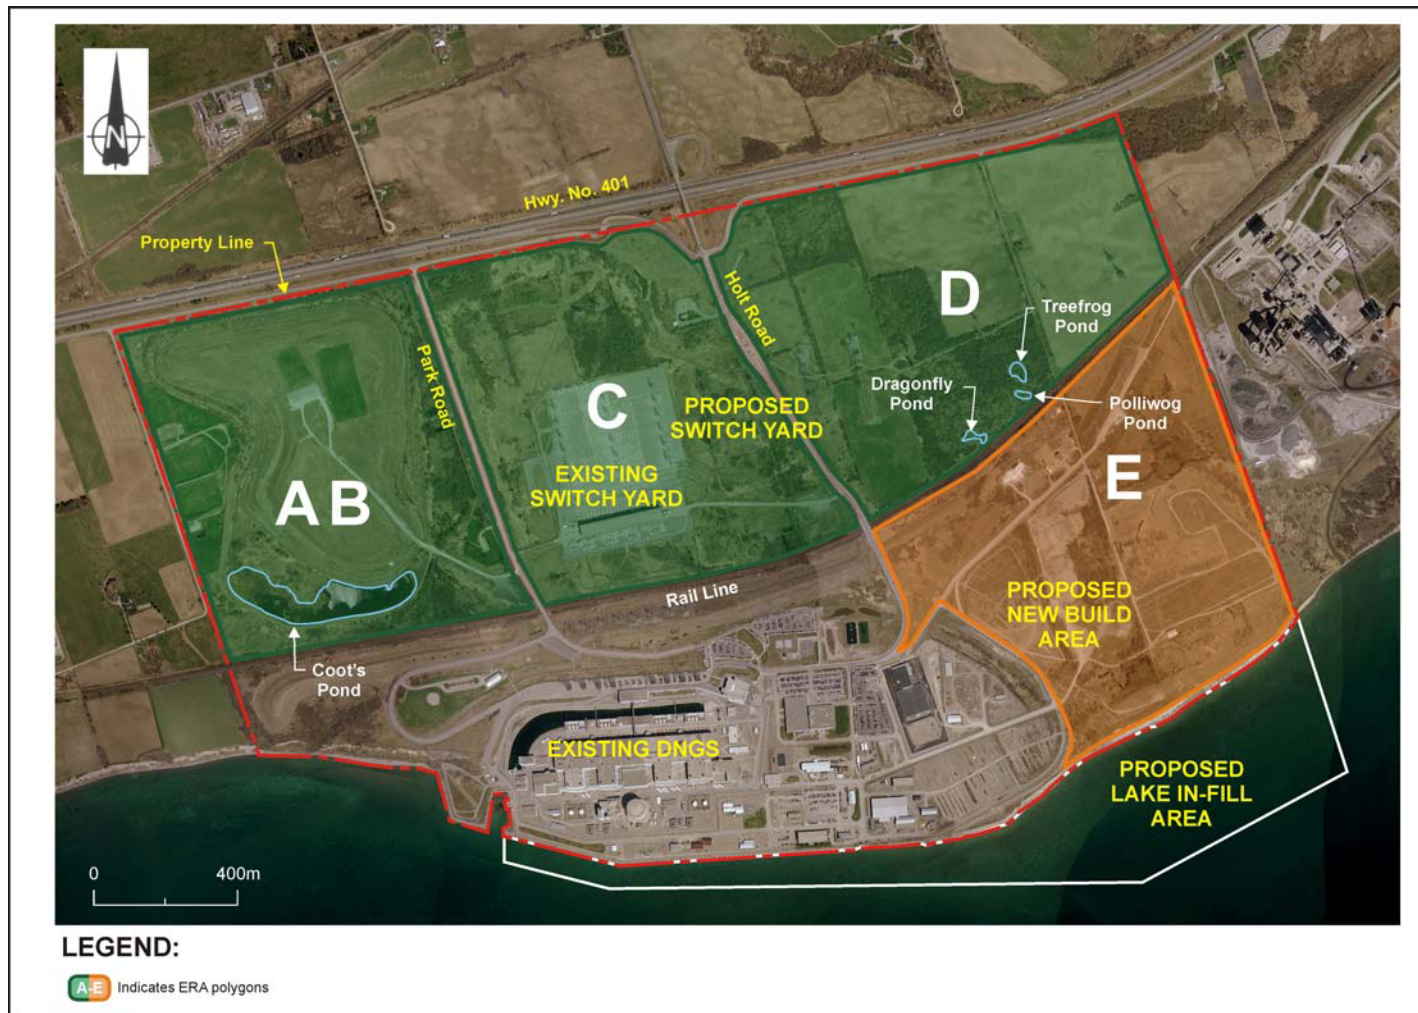 N
Hwy. No. 401
Property Line
Park Road
Holt Road
D
Treefrog
Pond
Dragonfly
Pond
Polliwog
Pond
C
PROPOSED
SWITCH YARD
EXISTING
SWITCH YARD
A B
E
Rail Line
PROPOSED
NEW BUILD
AREA
Coot's
Pond
EXISTING DNGS
PROPOSED
LAKE IN-FILL
AREA
0 400m
LEGEND:
A-E Indicates ERA polygons